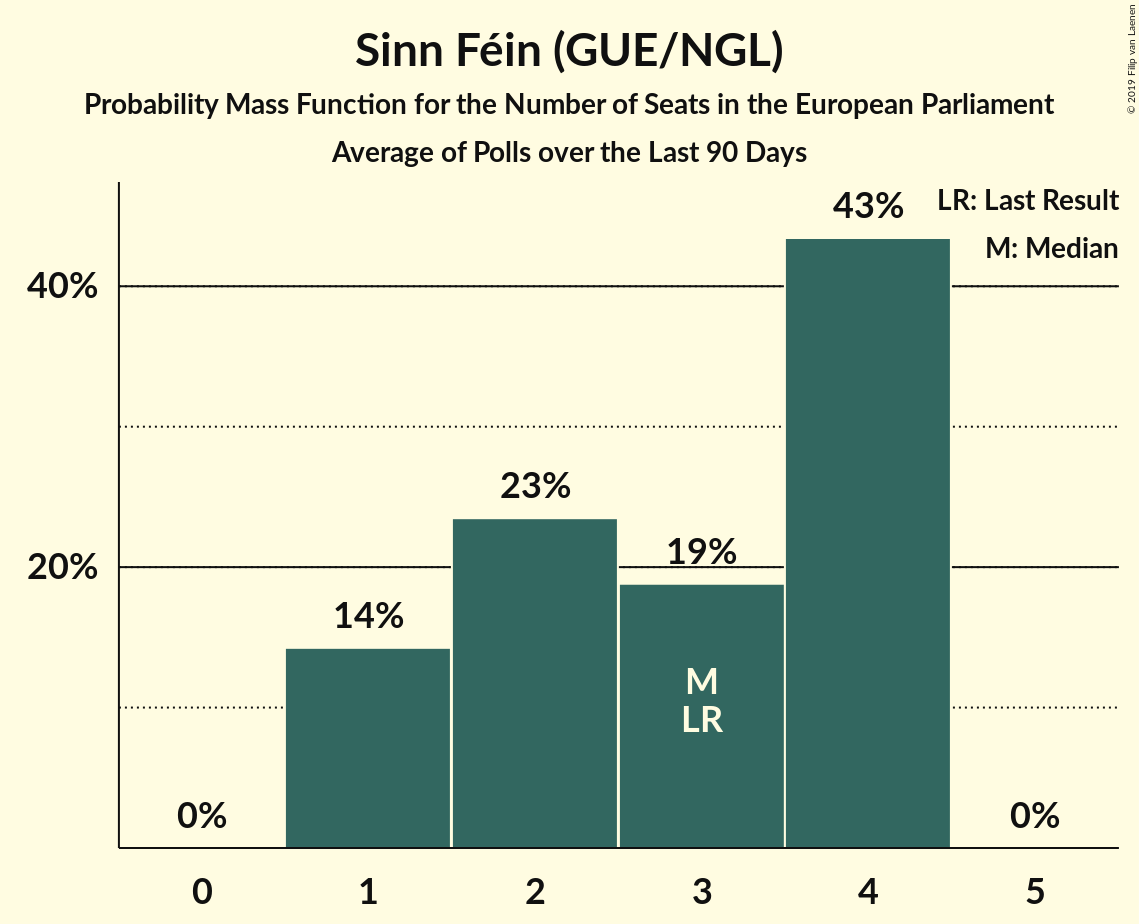 Sinn Féin (GUE/NGL)
Probability Mass Function for the Number of Seats in the European Parliament
Average of Polls over the Last 90 Days
© 2019 Filip van Laenen
LR: Last Result
M: Median
43%
40%
23%
19%
20%
14%
M
LR
0%
0%
0 1 2 3 4 5